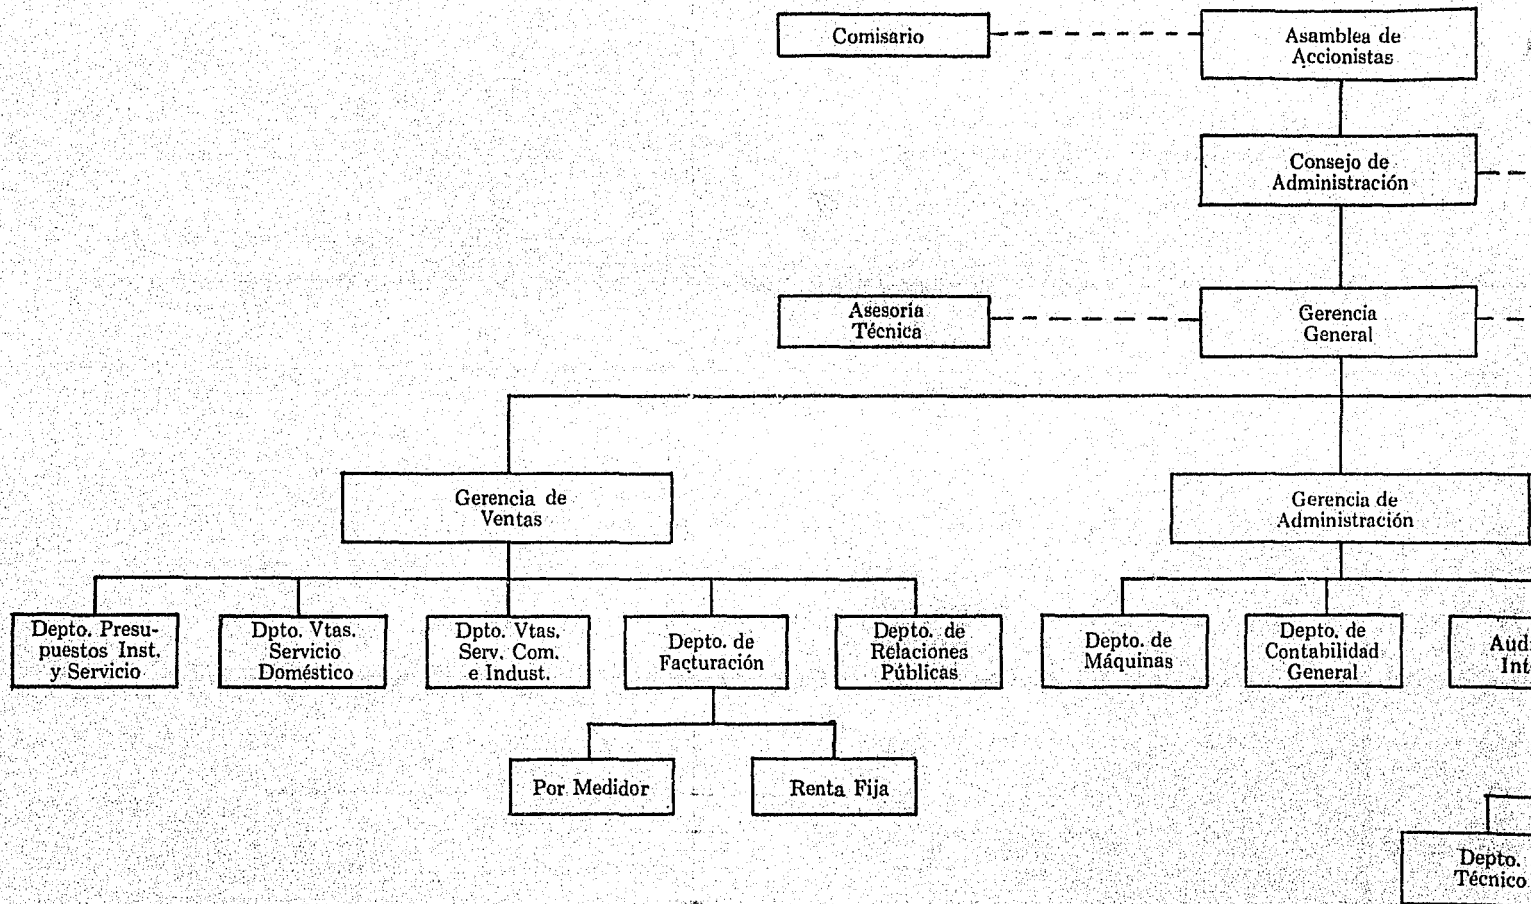 Comisario
Asamblea de
Accionistas
Consejo de
Administración
Asesoría
Técnica
Gerencia
General
Gerencia de
Ventas
Gerencia de
Administración
Depto. Presu-
puestos Inst.
y Servicio
Dpto. Vtas.
Servicio
Doméstico
Dpto. Vtas.
Serv. Com.
e Indust.
Depto. de
Facturación
Depto. de
Relaciones
Públicas
Depto. de
Máquinas
Depto. de
Contabilidad
General
Aud
Int
Por Medidor
Renta Fija
Depto.
Técnico